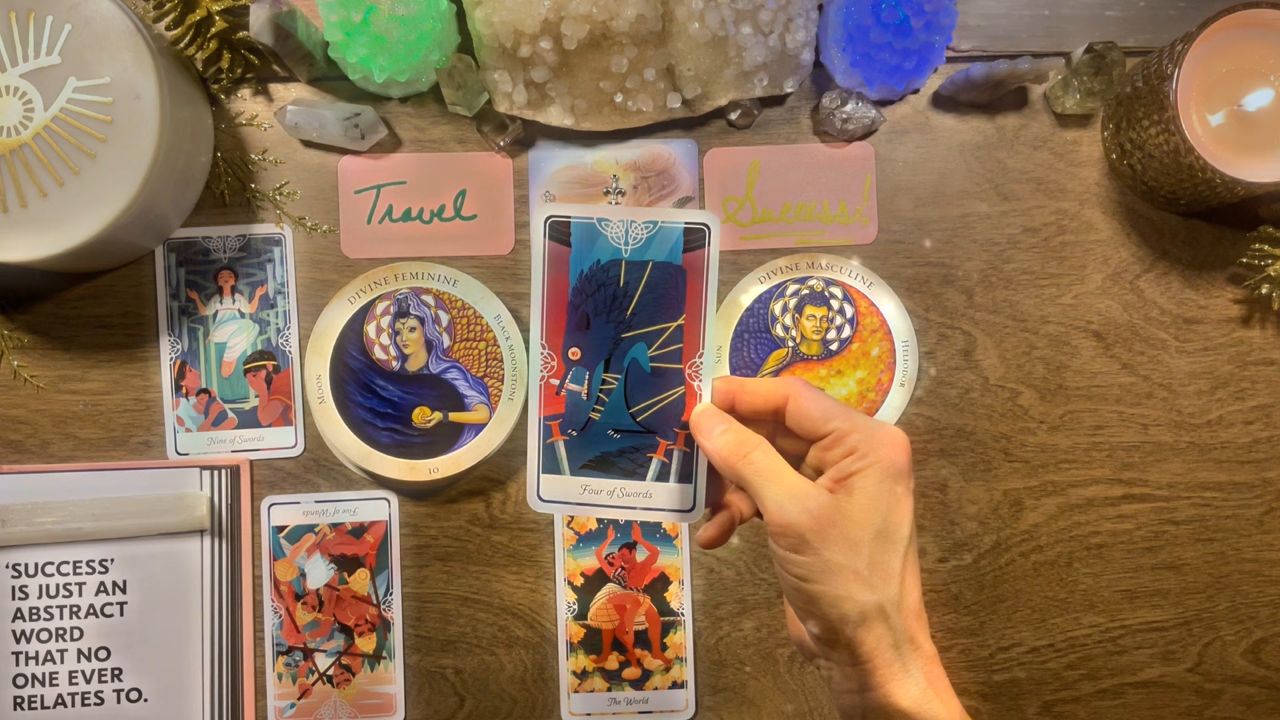 Travel
Success!
DIVINE FEMININE
MOON
BLACK MOONSTONE
10
DIVINE MASCULINE
SUN
HELIODOR
Nine of Swords
Four of Swords
Five of Wands
The World
'SUCCESS'
IS JUST AN
ABSTRACT
WORD
THAT NO
ONE EVER
RELATES TO.